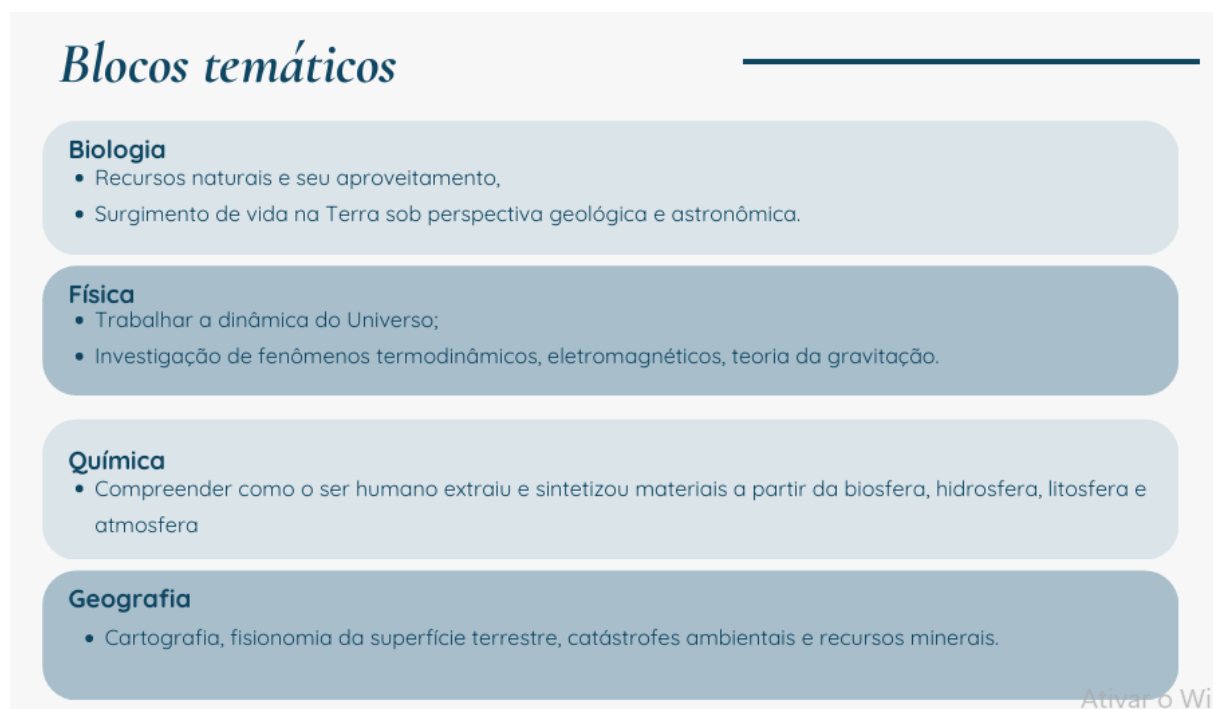 Blocos temáticos
Biologia
• Recursos naturais e seu aproveitamento,
• Surgimento de vida na Terra sob perspectiva geológica e astronômica.
Física
• Trabalhar a dinâmica do Universo;
• Investigação de fenômenos termodinâmicos, eletromagnéticos, teoria da gravitação.
Química
• Compreender como o ser humano extraiu e sintetizou materiais a partir da biosfera, hidrosfera, litosfera e
atmosfera
Geografia
• Cartografia, fisionomia da superfície terrestre, catástrofes ambientais e recursos minerais.
Ativar o Wi